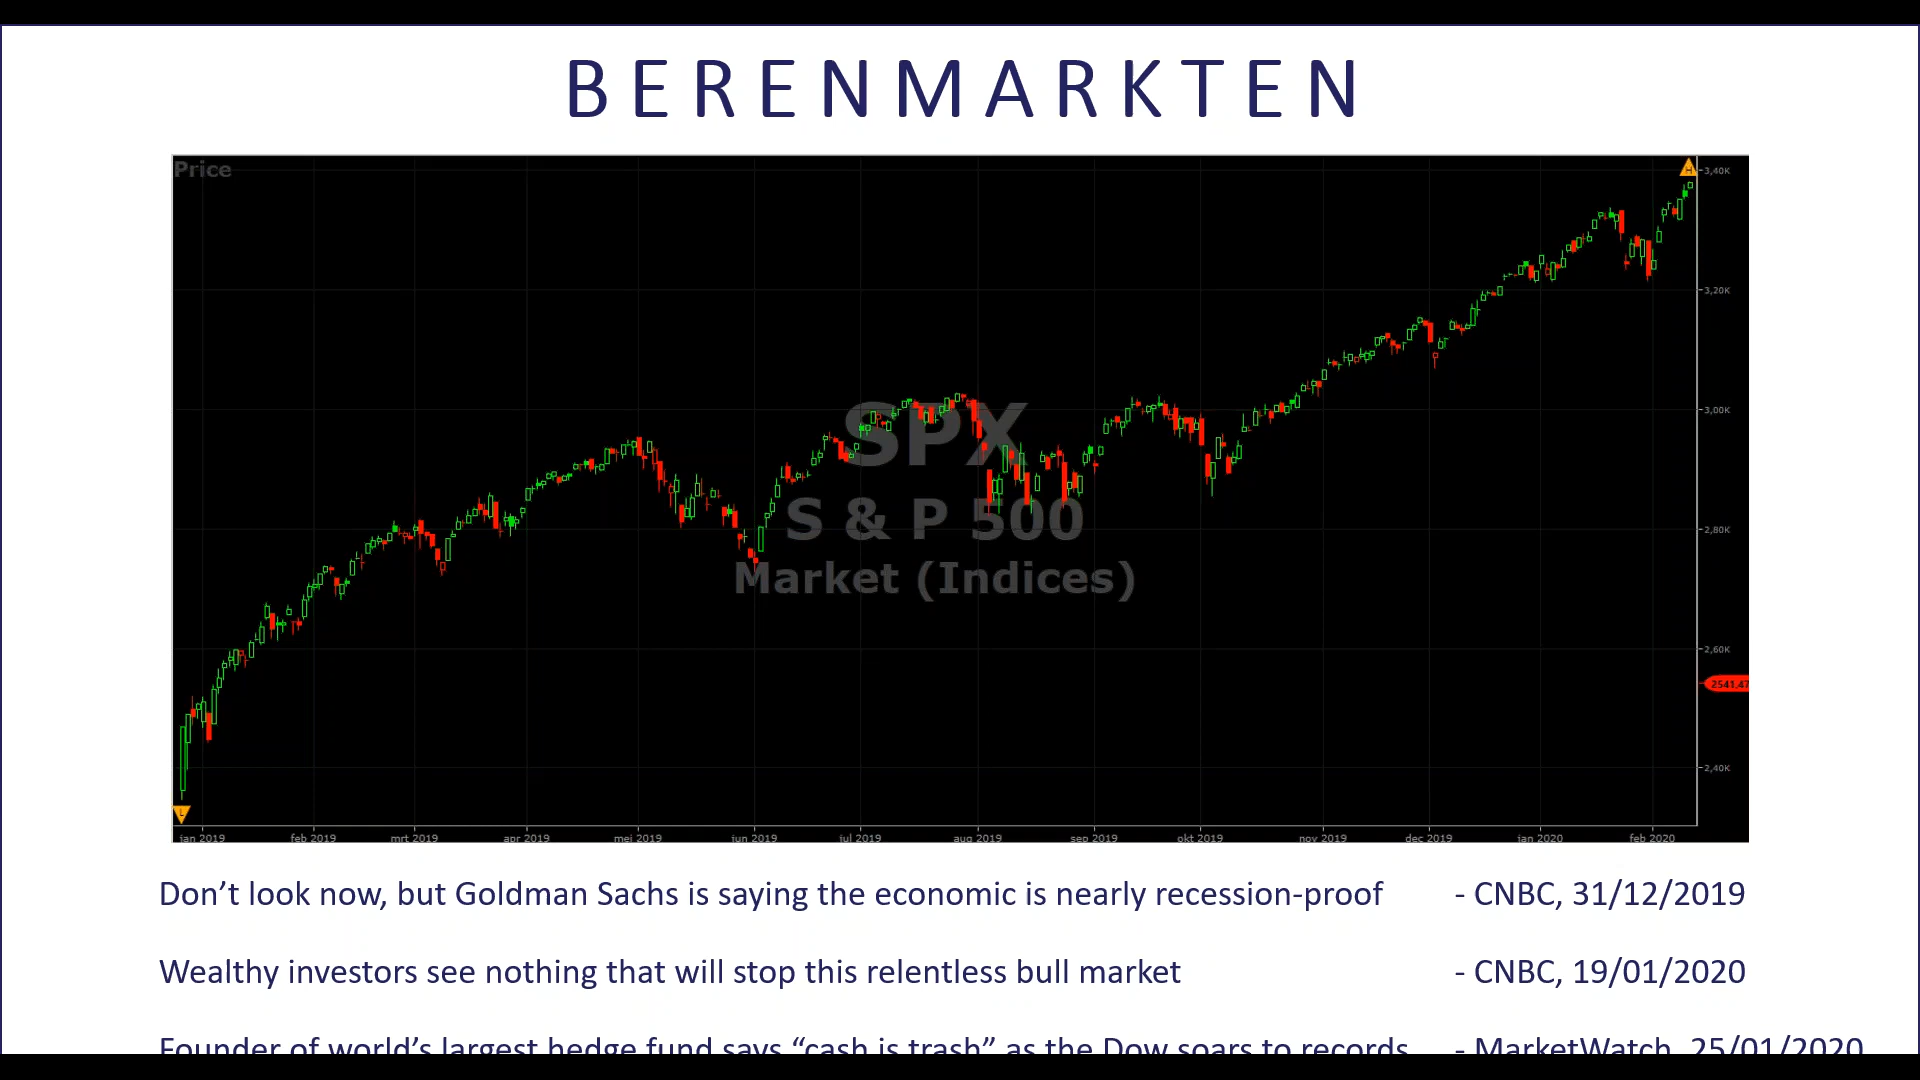 BERENMARKTEN
Price
H
3,40K
3,20K
SPX
3,00K
S & P 500
2,80K
Market (Indices)
2,60K
2541,47
2,40K
L
jan 2019 feb 2019 mrt 2019 apr 2019 mei 2019 jun 2019 jul 2019 aug 2019 sep 2019 okt 2019 nov 2019 dec 2019 jan 2020 feb 2020
Don’t look now, but Goldman Sachs is saying the economic is nearly recession-proof - CNBC, 31/12/2019
Wealthy investors see nothing that will stop this relentless bull market - CNBC, 19/01/2020
Founder of world’s largest hedge fund says “cash is trash” as the Dow soars to records - MarketWatch, 25/01/2020